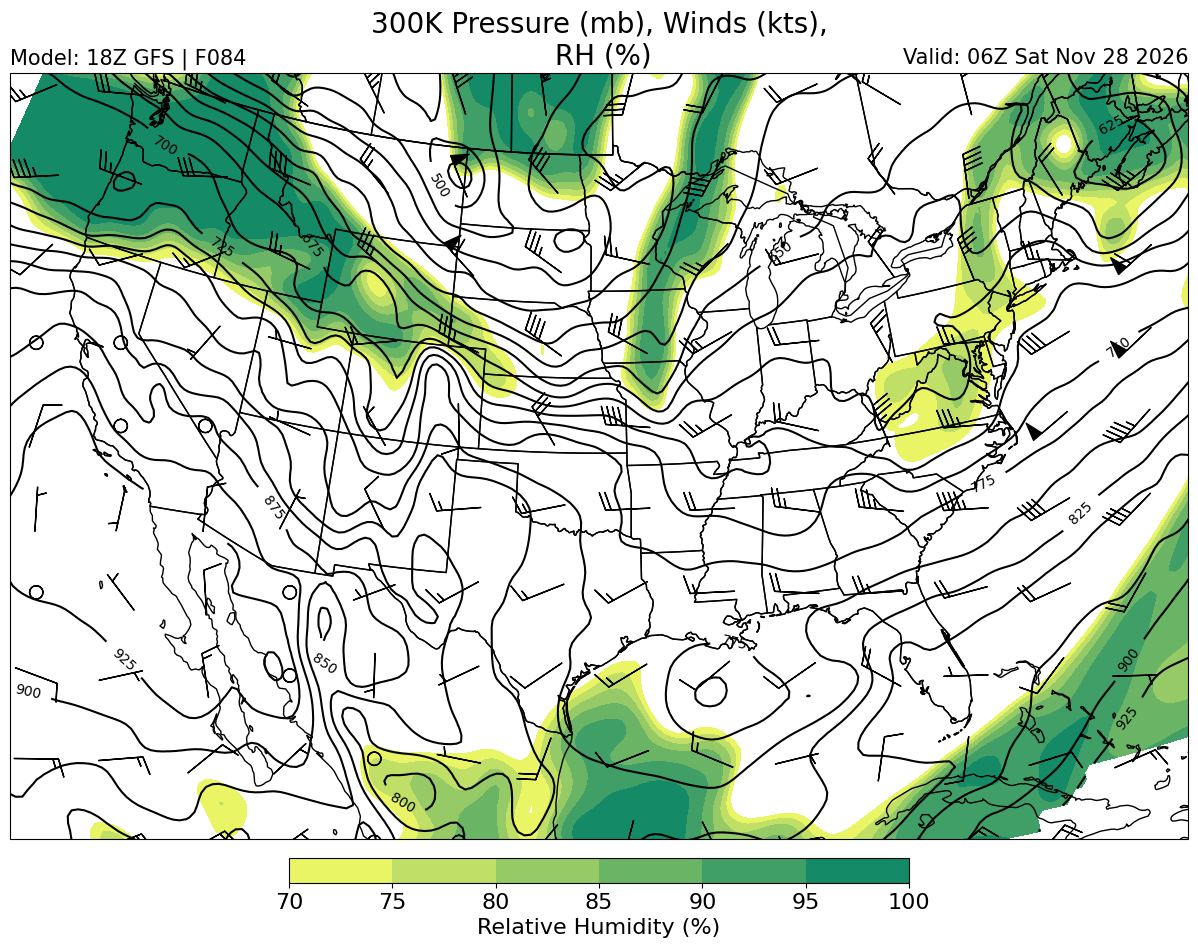 300K Pressure (mb), Winds (kts),
RH (%)
Model: 18Z GFS | F084
Valid: 06Z Sat Nov 28 2026
625
700
500
725
675
650
700
775
875
825
925
850
900
900
925
800
70 75 80 85 90 95 100
Relative Humidity (%)